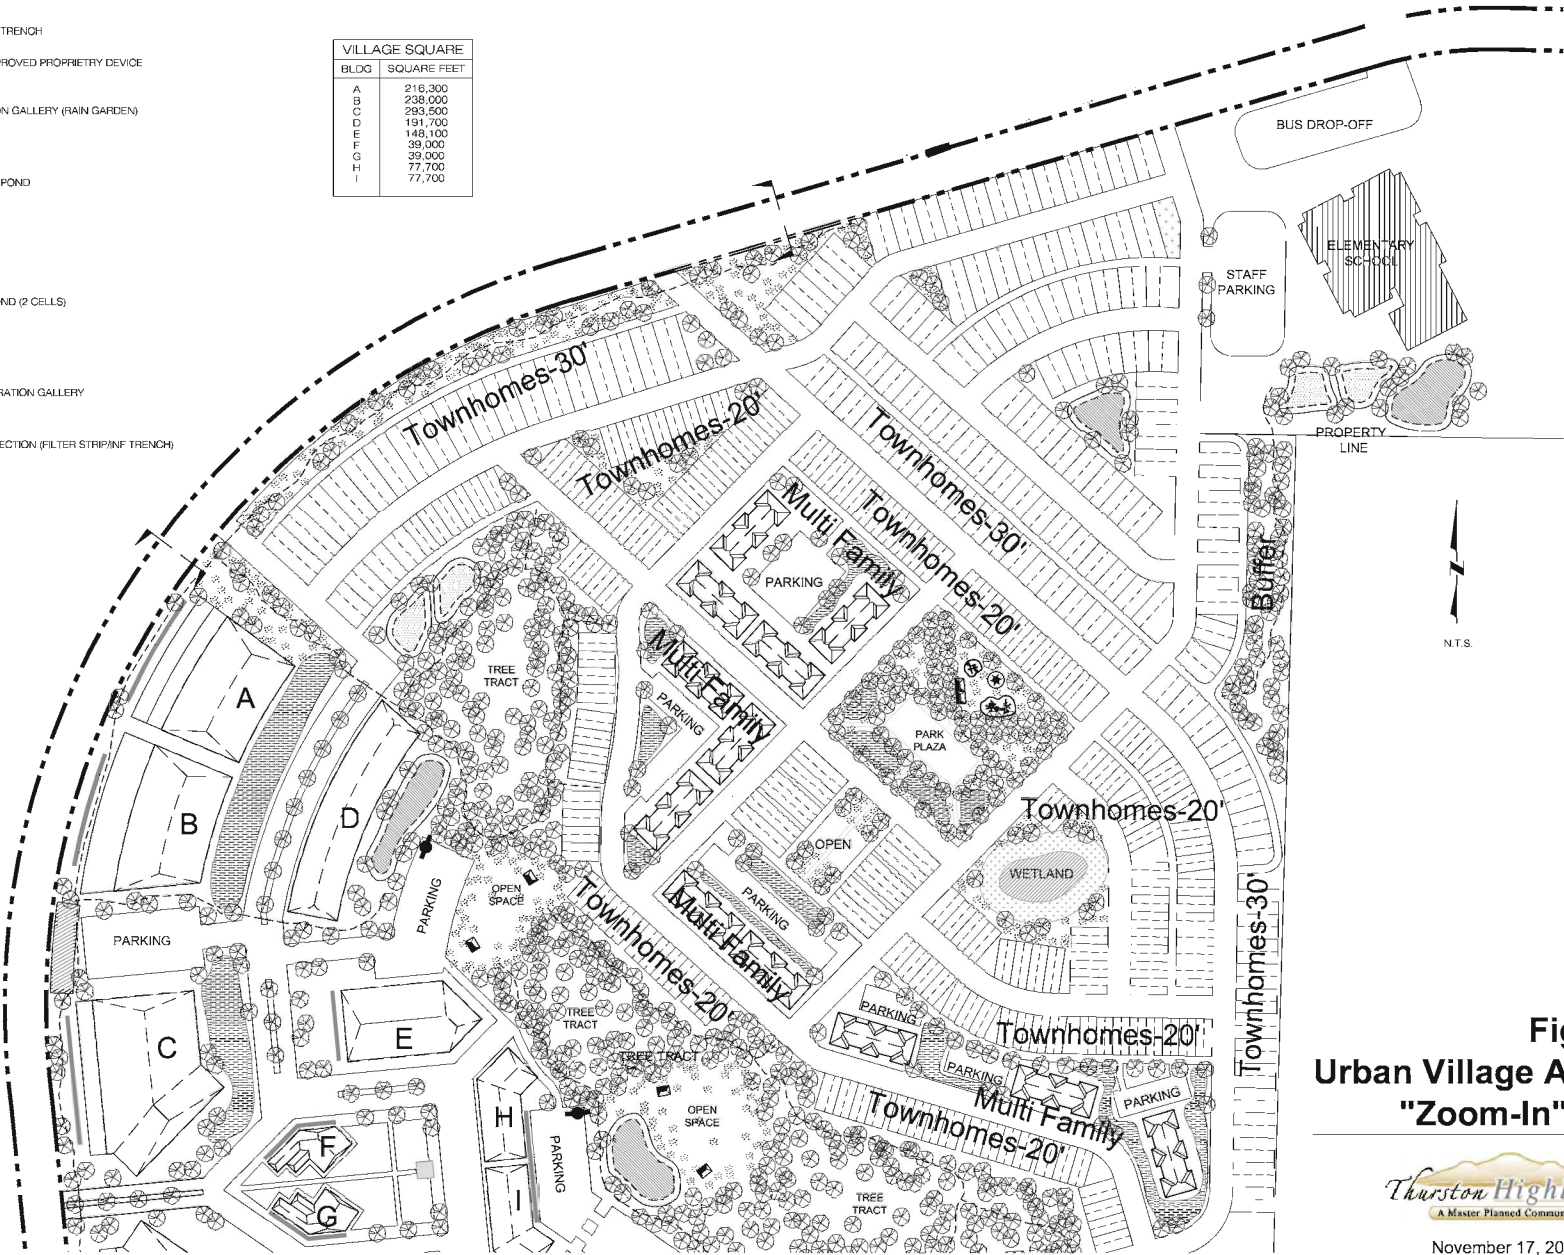 TRENCH
ROVED PROPRIETRY DEVICE
N GALLERY (RAIN GARDEN)
POND
ND (2 CELLS)
RATION GALLERY
ECTION (FILTER STRIP/INF TRENCH)
VILLAGE SQUARE
BLDG SQUARE FEET
A 216,300
B 238,000
C 293,500
D 191,700
E 148,100
F 39,000
G 39,000
H 77,700
I 77,700
BUS DROP-OFF
ELEMENTARY
SCHOOL
STAFF
PARKING
PROPERTY
LINE
Townhomes-30'
Townhomes-20'
Townhomes-30'
Townhomes-20'
Multi Family
PARKING
Buffer
N.T.S.
TREE
TRACT
Multi Family
PARKING
PARK
PLAZA
A
B
D
Townhomes-20'
OPEN
WETLAND
PARKING
OPEN
SPACE
PARKING
Multi Family
Townhomes-20'
PARKING
Townhomes-30'
C
E
TREE
TRACT
TREE TRACT
PARKING
Townhomes-20'
PARKING
Multi Family
PARKING
Townhomes-20'
OPEN
SPACE
H
PARKING
F
I
G
TREE
TRACT
Fig
Urban Village A
"Zoom-In"
Thurston High
A Master Planned Commun
November 17, 20